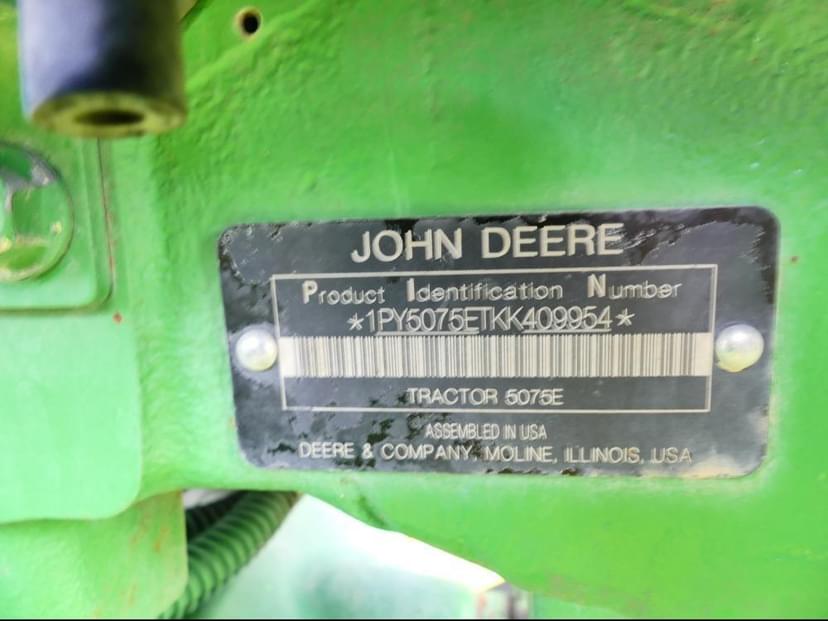 JOHN DEERE
Product Identification Number
*1PY5075ETKK409954*
TRACTOR 5075E
ASSEMBLED IN USA
DEERE & COMPANY, MOLINE, ILLINOIS, USA